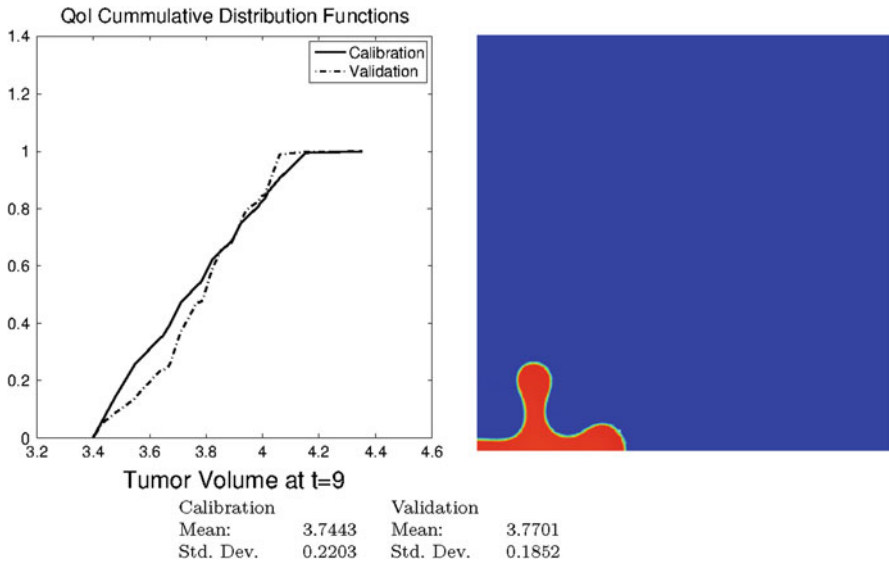 QoI Cummulative Distribution Functions
1.4
1.2
1
0.8
0.6
0.4
0.2
0
Calibration
Validation
3.2 3.4 3.6 3.8 4 4.2 4.4 4.6
Tumor Volume at t=9
Calibration Validation
Mean: 3.7443 Mean: 3.7701
Std. Dev. 0.2203 Std. Dev. 0.1852